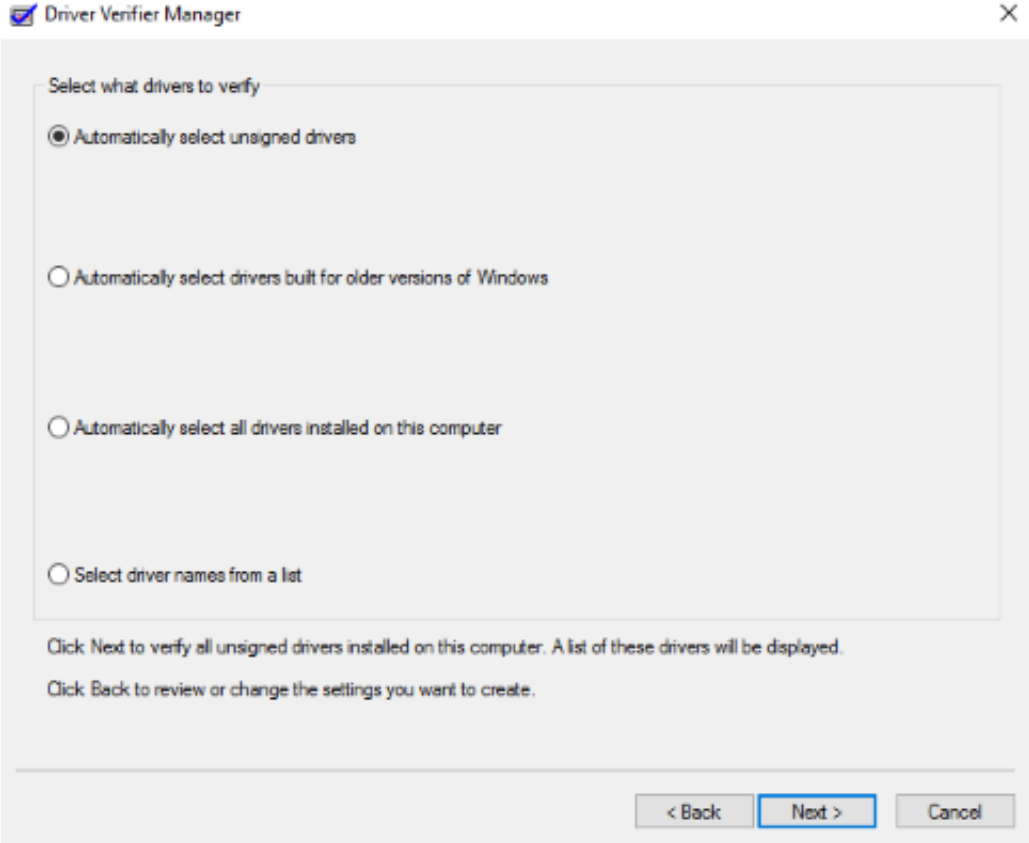 Driver Verifier Manager
Select what drivers to verify
Automatically select unsigned drivers
Automatically select drivers built for older versions of Windows
Automatically select all drivers installed on this computer
Select driver names from a list
Click Next to verify all unsigned drivers installed on this computer. A list of these drivers will be displayed.
Click Back to review or change the settings you want to create.
< Back Next > Cancel